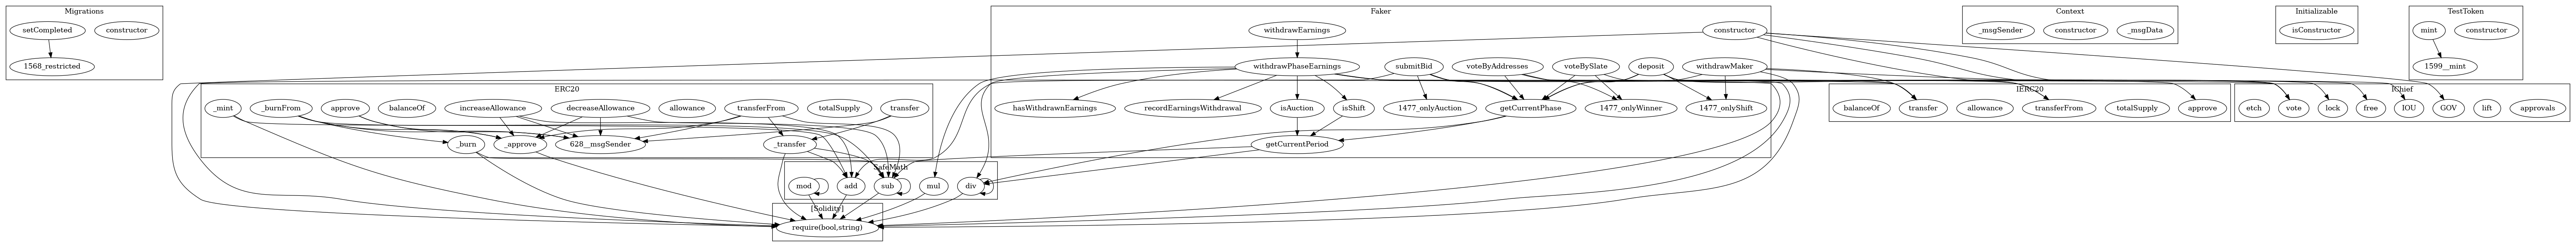 Migrations
setCompleted
constructor
1568_restricted
Faker
withdrawEarnings
constructor
withdrawPhaseEarnings
submitBid
voteByAddresses
voteBySlate
deposit
withdrawMaker
hasWithdrawnEarnings
recordEarningsWithdrawal
isAuction
isShift
1477_onlyAuction
getCurrentPhase
1477_onlyWinner
1477_onlyShift
getCurrentPeriod
Context
_msgSender
constructor
_msgData
Initializable
isConstructor
TestToken
mint
constructor
1599__mint
ERC20
_mint
_burnFrom
approve
balanceOf
increaseAllowance
decreaseAllowance
allowance
transferFrom
totalSupply
transfer
_burn
_approve
628__msgSender
_transfer
IERC20
balanceOf
transfer
allowance
transferFrom
totalSupply
approve
IChief
etch
vote
lock
free
IOU
GOV
lift
approvals
SafeMath
mod
add
sub
mul
div
[Solidity]
require(bool,string)